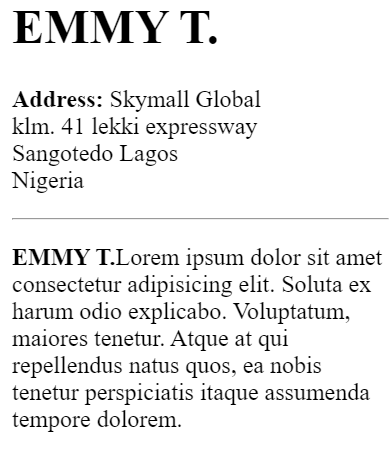 EMMY T.
Address: Skymall Global
klm. 41 lekki expressway
Sangotedo Lagos
Nigeria
EMMY T.Lorem ipsum dolor sit amet
consectetur adipisicing elit. Soluta ex
harum odio explicabo. Voluptatum,
maiores tenetur. Atque at qui
repellendus natus quos, ea nobis
tenetur perspiciatis itaque assumenda
tempore dolorem.